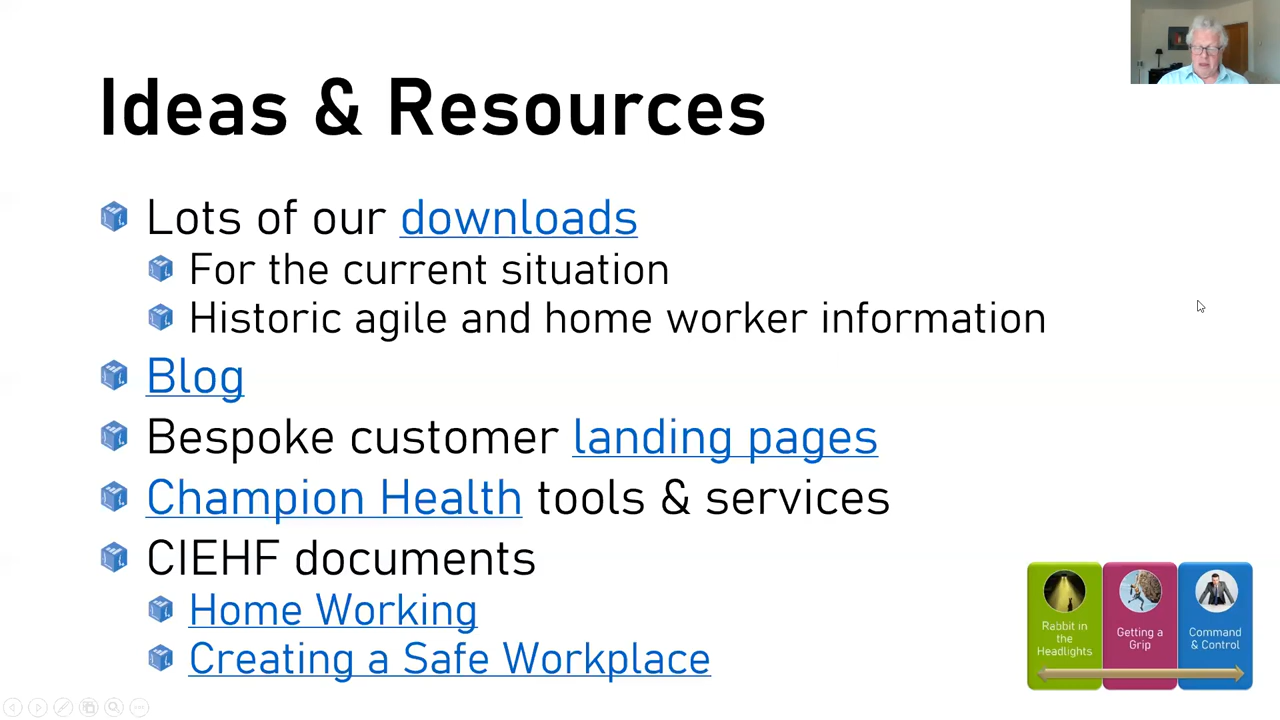 Ideas & Resources
Lots of our downloads
For the current situation
Historic agile and home worker information
Blog
Bespoke customer landing pages
Champion Health tools & services
CIEHF documents
Home Working
Creating a Safe Workplace
Rabbit in
the
Headlights
Getting a
Grip
Command
& Control